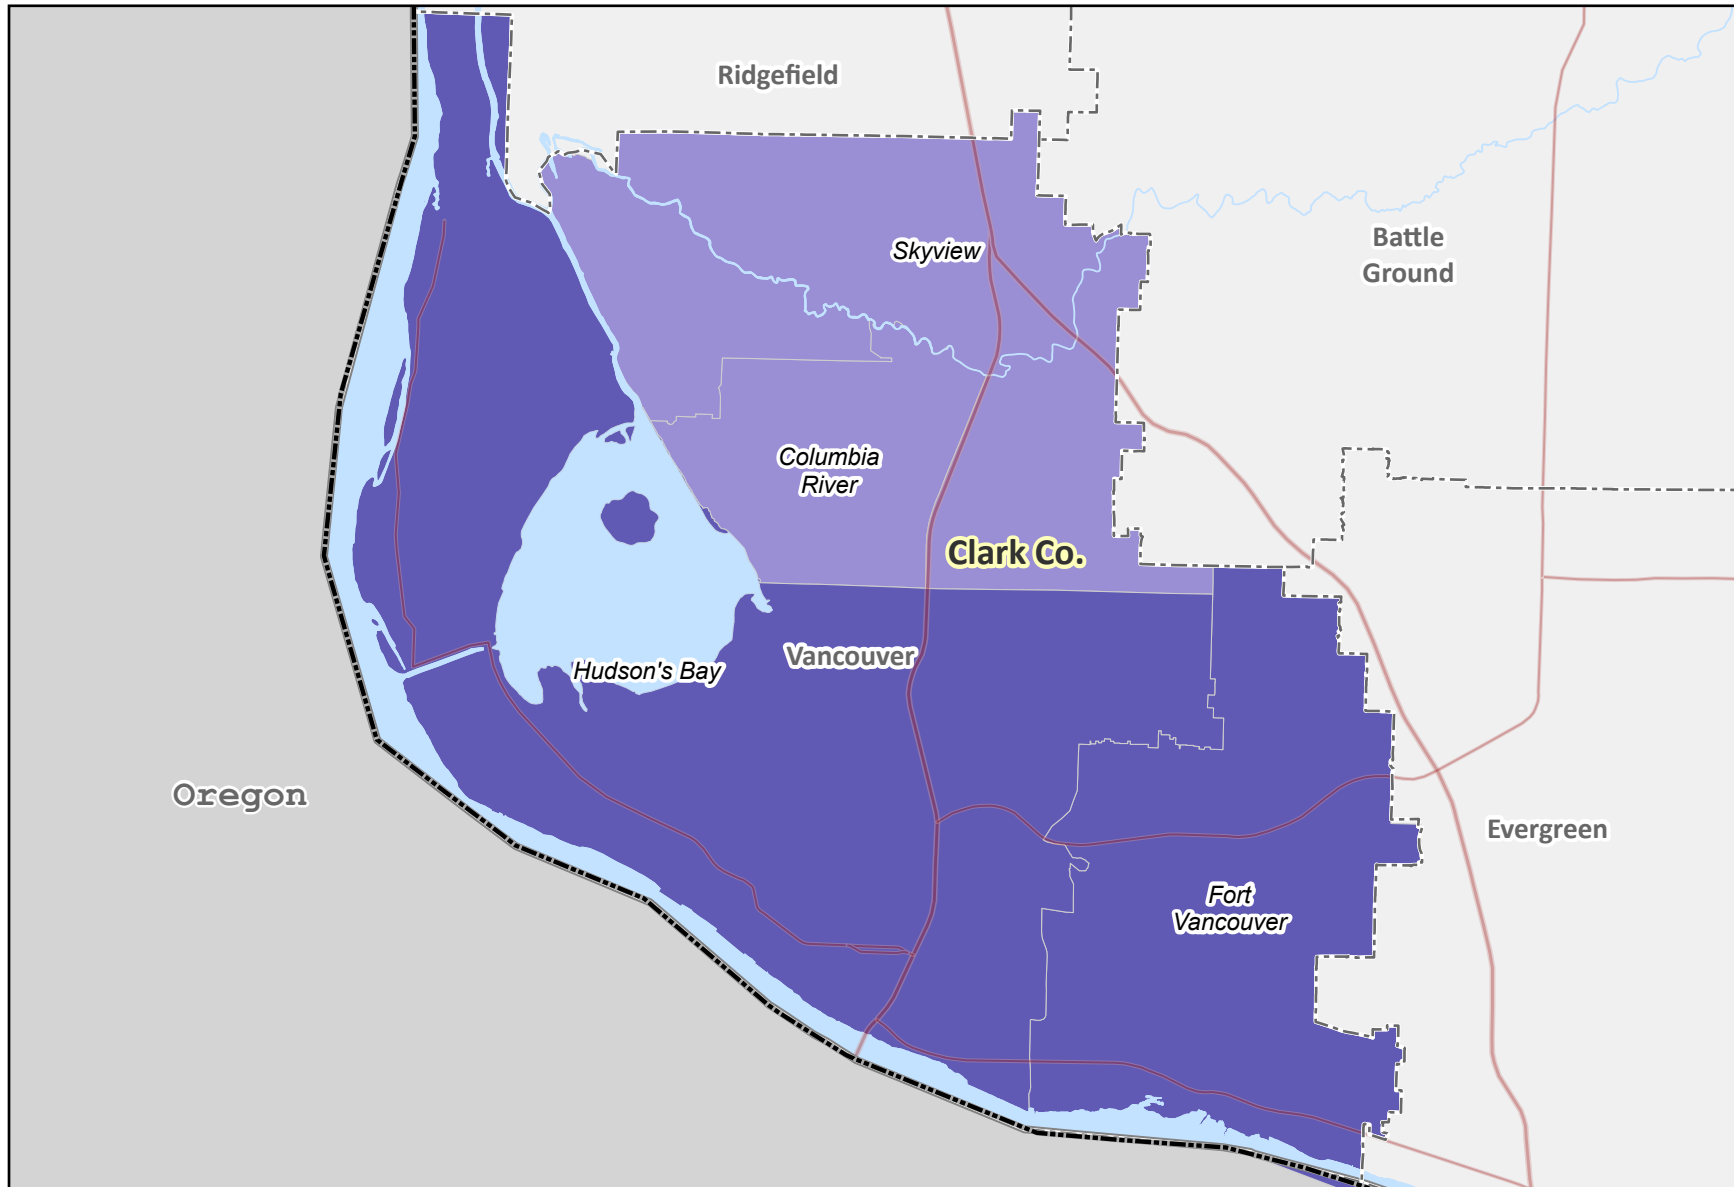 Ridgefield
Skyview
Battle
Ground
Columbia
River
Clark Co.
Vancouver
Hudson's Bay
Oregon
Evergreen
Fort
Vancouver